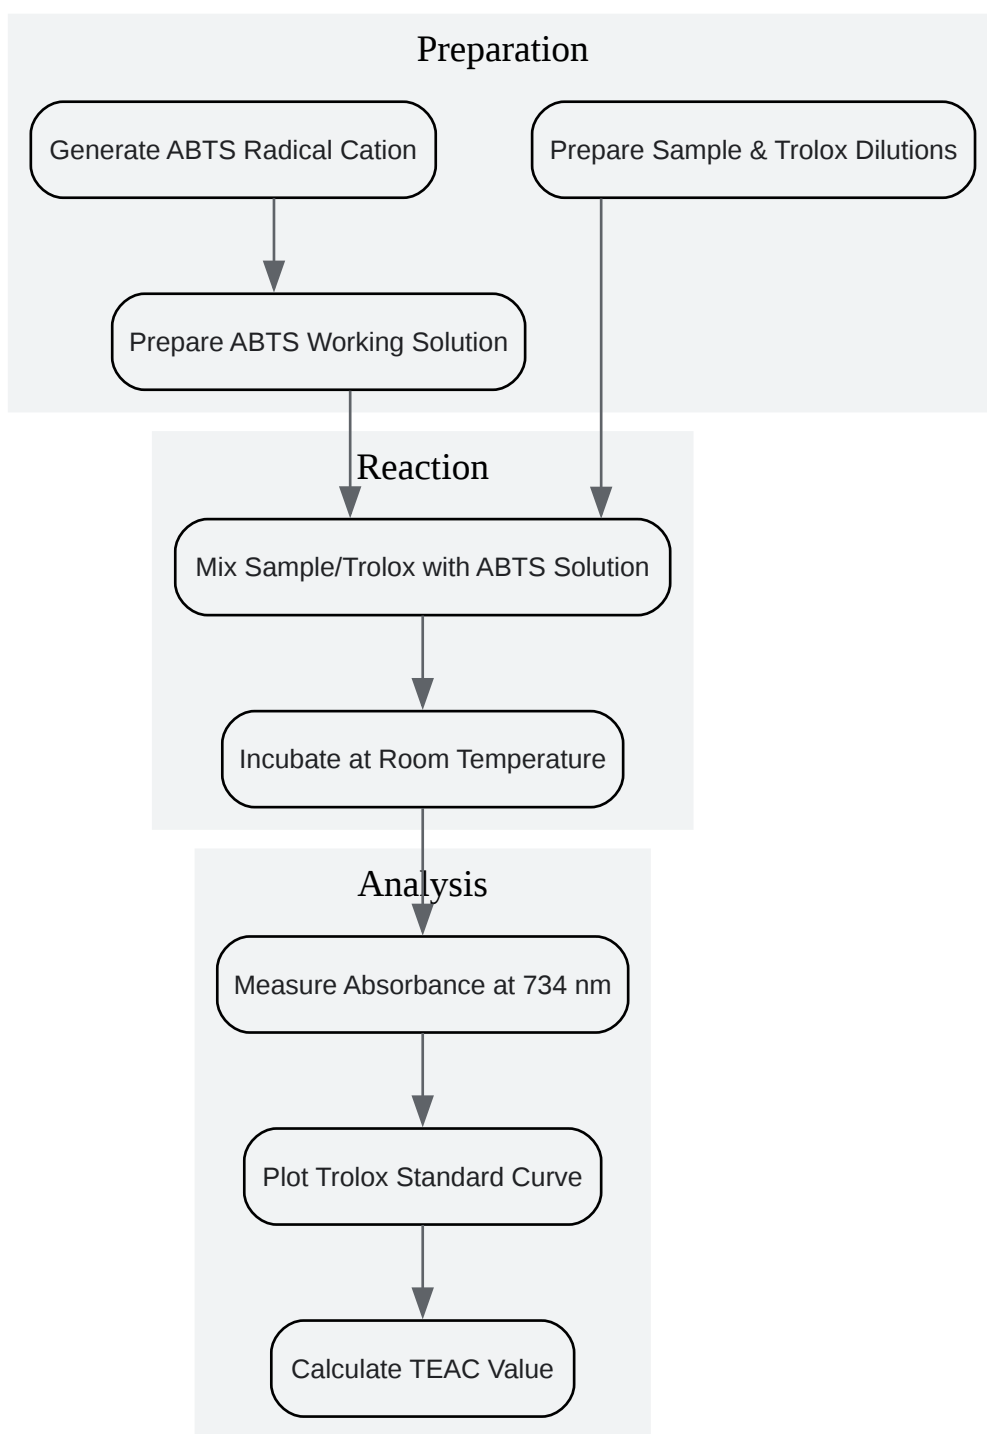 Preparation
Generate ABTS Radical Cation
Prepare Sample & Trolox Dilutions
Prepare ABTS Working Solution
Reaction
Mix Sample/Trolox with ABTS Solution
Incubate at Room Temperature
Analysis
Measure Absorbance at 734 nm
Plot Trolox Standard Curve
Calculate TEAC Value